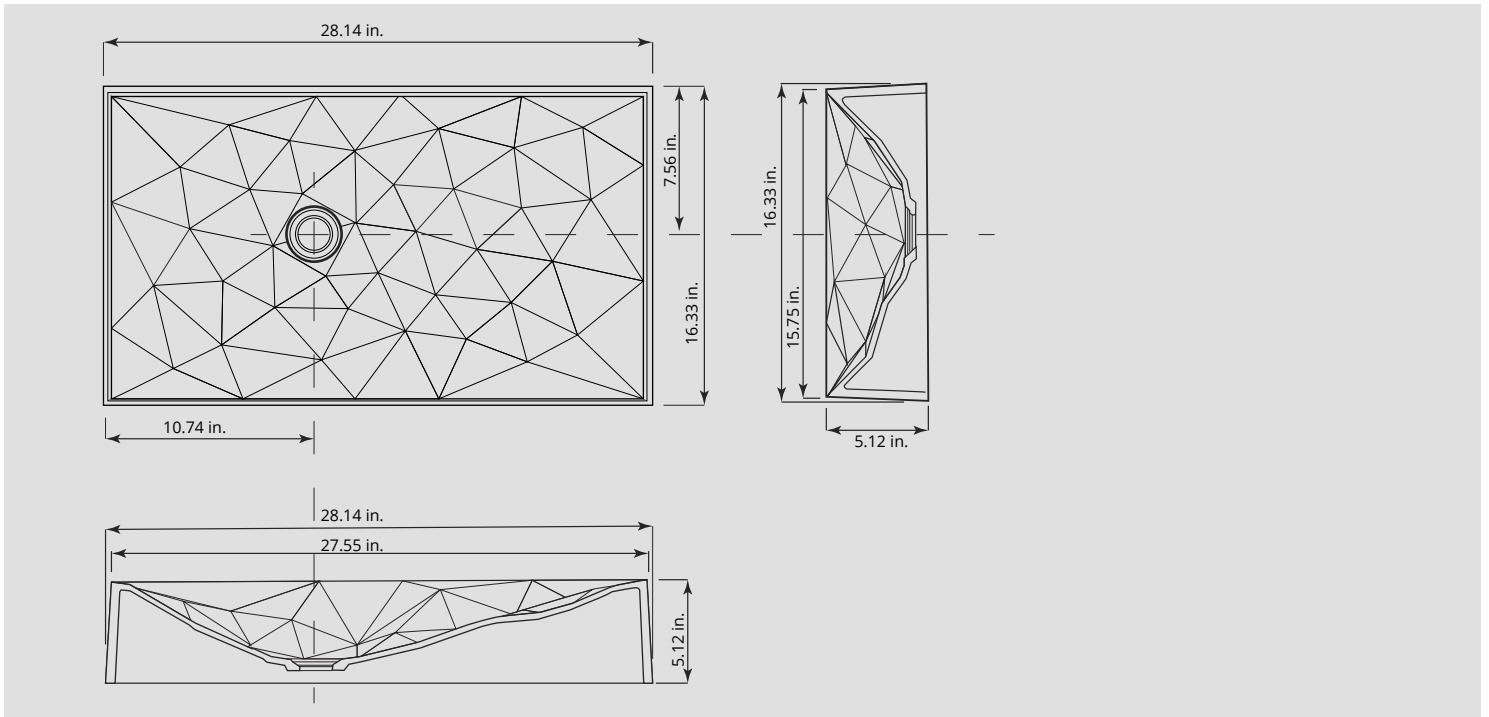 28.14 in.
7.56 in.
16.33 in.
16.33 in.
15.75 in.
10.74 in.
5.12 in.
28.14 in.
27.55 in.
5.12 in.